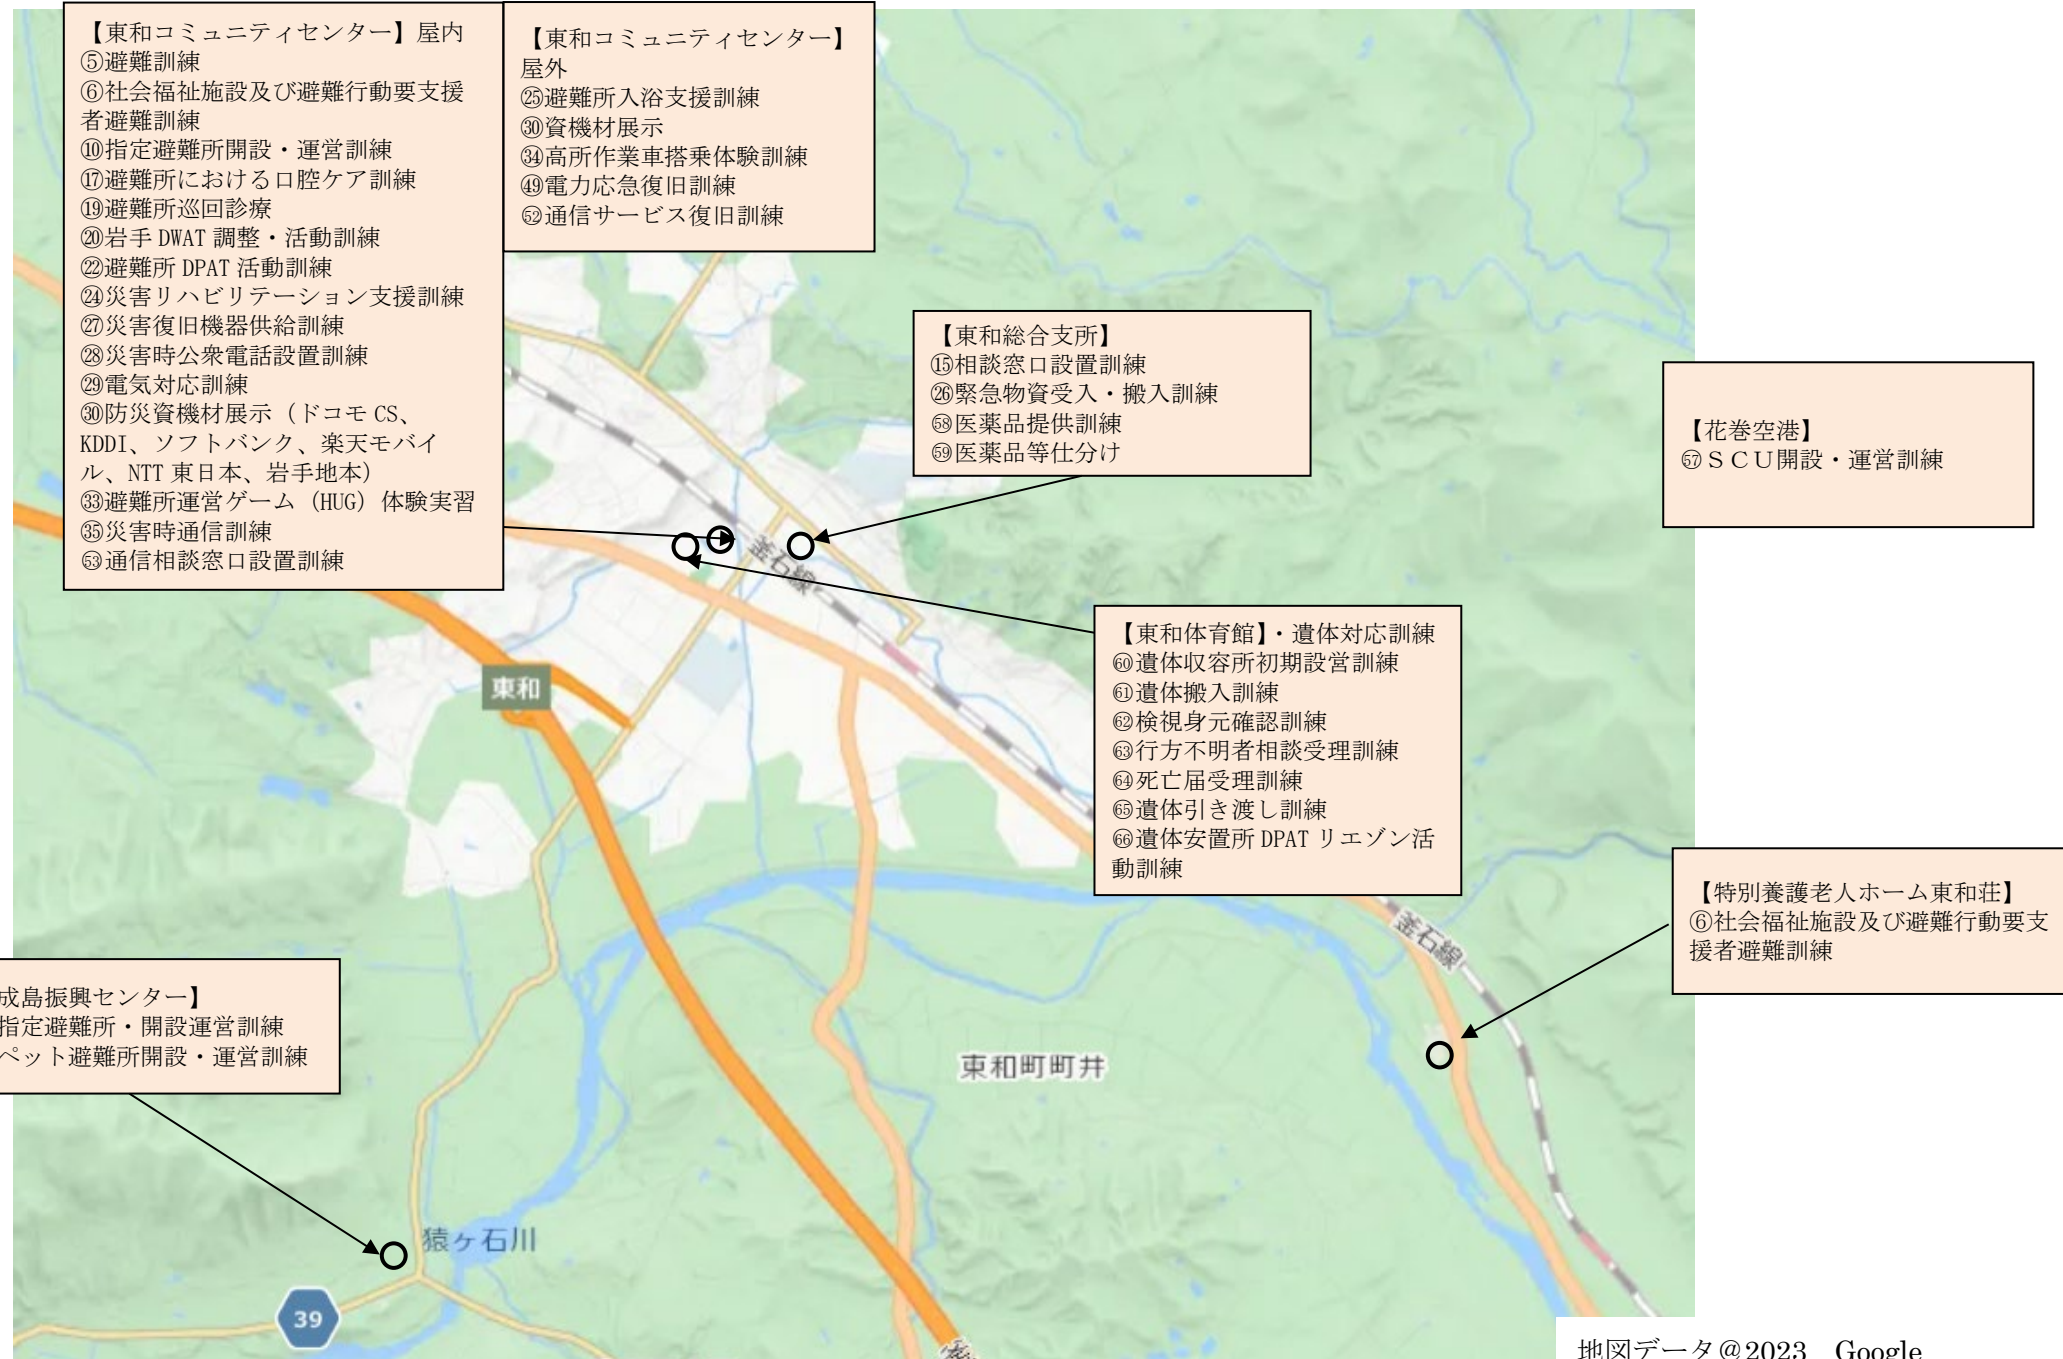 【東和コミュニティセンター】屋内
⑤避難訓練
⑥社会福祉施設及び避難行動要支援
者避難訓練
⑩指定避難所開設・運営訓練
⑰避難所における口腔ケア訓練
⑲避難所巡回診療
⑳岩手 DWAT 調整・活動訓練
㉒避難所 DPAT 活動訓練
㉔災害リハビリテーション支援訓練
㉗災害復旧機器供給訓練
㉘災害時公衆電話設置訓練
㉙電気対応訓練
㉚防災資機材展示（ドコモ CS、
KDDI、ソフトバンク、楽天モバイ
ル、NTT 東日本、岩手地本）
㉝避難所運営ゲーム（HUG）体験実習
㉟災害時通信訓練
53通信相談窓口設置訓練
【東和コミュニティセンター】
屋外
㉕避難所入浴支援訓練
㉚資機材展示
㉞高所作業車搭乗体験訓練
㊾電力応急復旧訓練
52通信サービス復旧訓練
【東和総合支所】
⑮相談窓口設置訓練
㉖緊急物資受入・搬入訓練
58医薬品提供訓練
59医薬品等仕分け
【花巻空港】
57ＳＣＵ開設・運営訓練
釜石線
【東和体育館】・遺体対応訓練
60遺体収容所初期設営訓練
61遺体搬入訓練
62検視身元確認訓練
63行方不明者相談受理訓練
64死亡届受理訓練
65遺体引き渡し訓練
66遺体安置所 DPAT リエゾン活
動訓練
東和
【特別養護老人ホーム東和荘】
⑥社会福祉施設及び避難行動要支
援者避難訓練
釜石線
成島振興センター】
指定避難所・開設運営訓練
ペット避難所開設・運営訓練
東和町町井
猿ヶ石川
39
地図データ@2023 Google